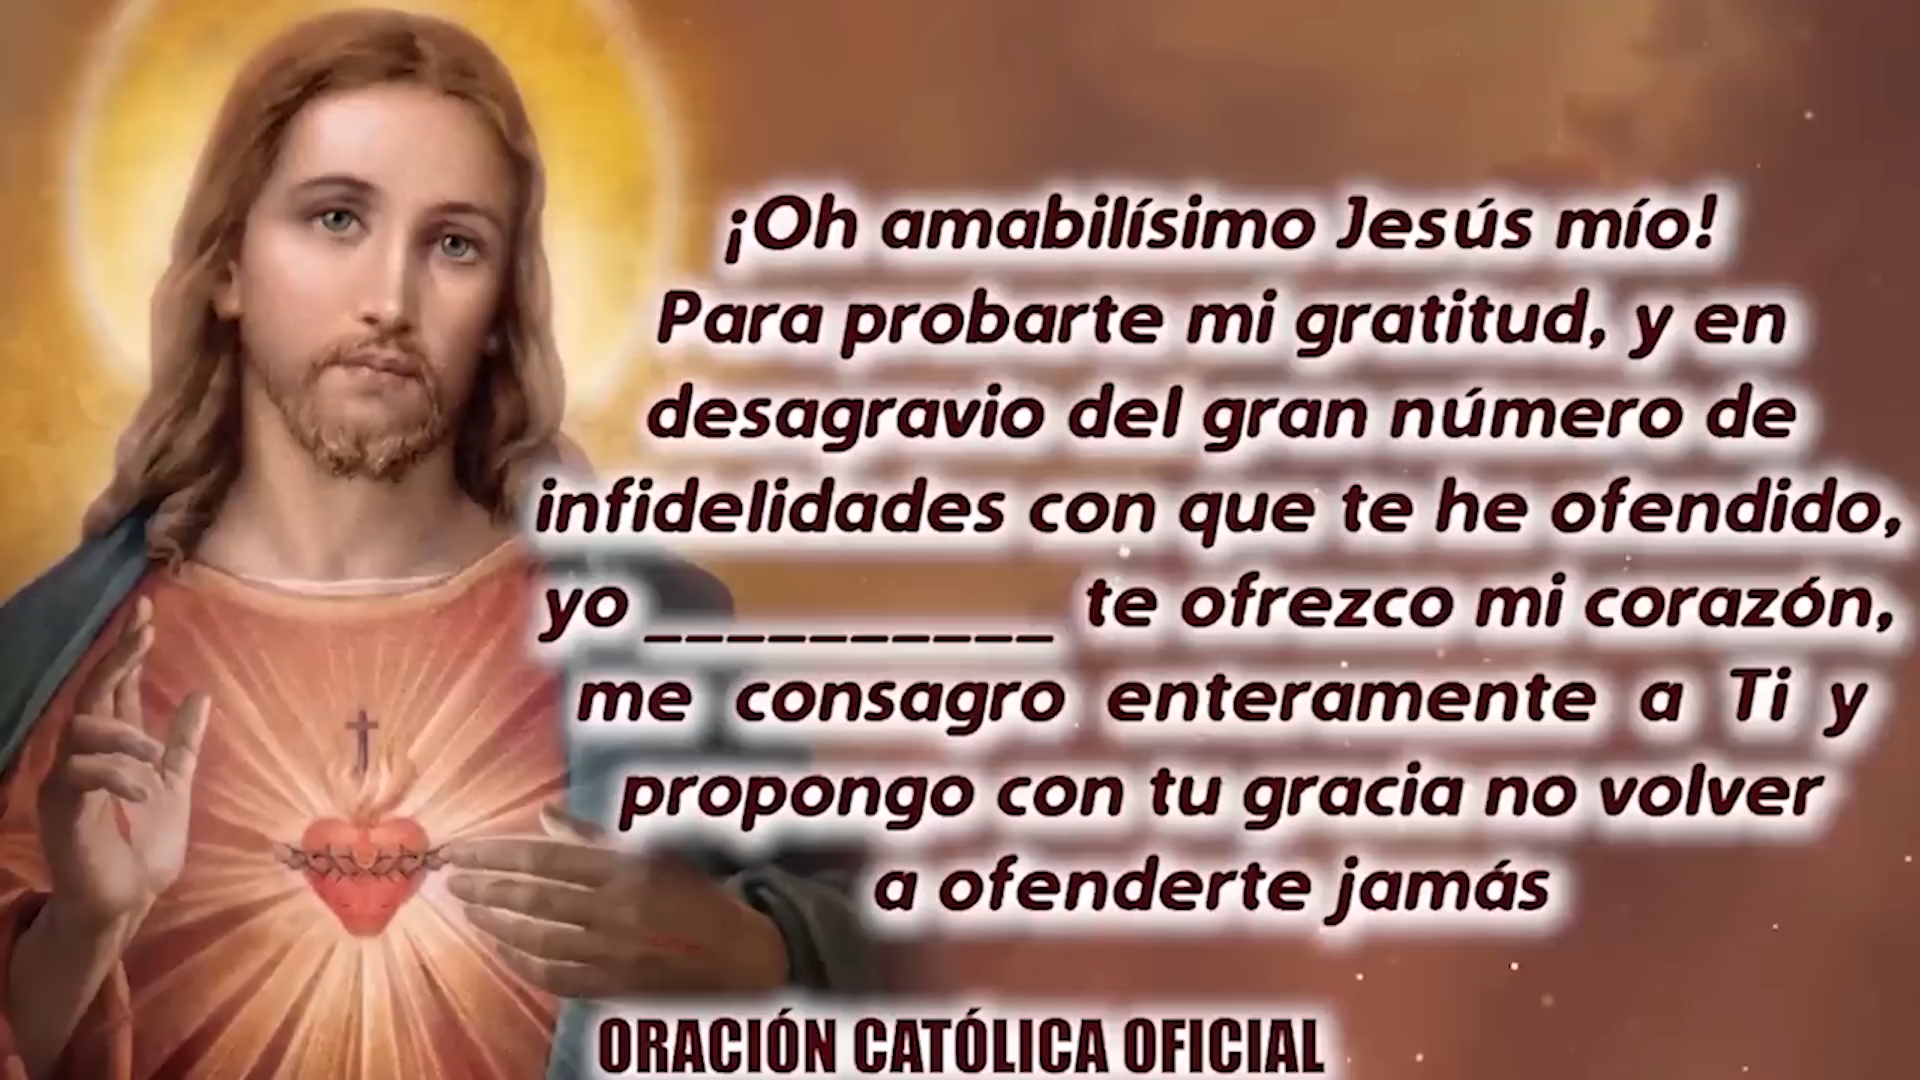 ¡Oh amabilísimo Jesús mío!
Para probarte mi gratitud, y en
desagravio del gran número de
infidelidades con que te he ofendido,
yo __________ te ofrezco mi corazón,
me consagro enteramente a Ti y
propongo con tu gracia no volver
a ofenderte jamás
ORACIÓN CATÓLICA OFICIAL